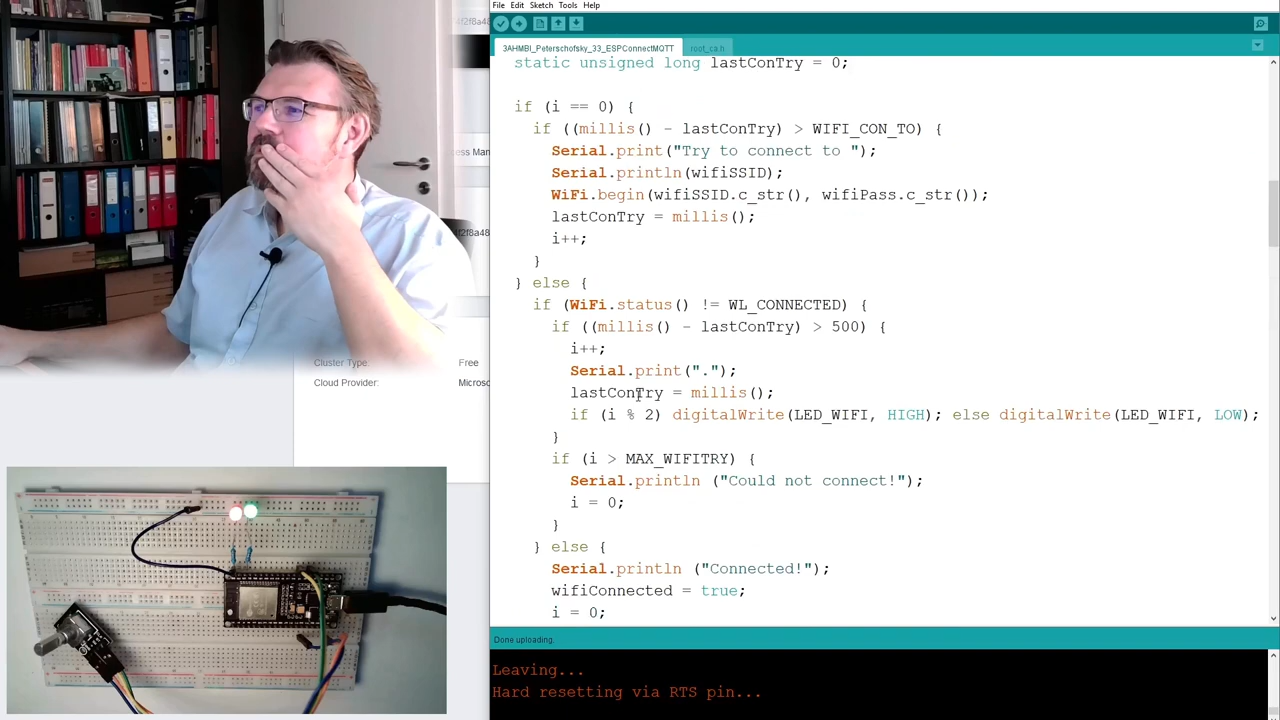 File Edit Sketch Tools Help
3AHMBI_Peterschofsky_33_ESPConnectMQTT
root_ca.h
static unsigned long lastConTry = 0;
if (i == 0) {
if ((millis() - lastConTry) > WIFI_CON_TO) {
Serial.print("Try to connect to ");
Serial.println(wifiSSID);
WiFi.begin(wifiSSID.c_str(), wifiPass.c_str());
lastConTry = millis();
i++;
}
} else {
if (WiFi.status() != WL_CONNECTED) {
if ((millis() - lastConTry) > 500) {
i++;
Serial.print(".");
lastConTry = millis();
if (i % 2) digitalWrite(LED_WIFI, HIGH); else digitalWrite(LED_WIFI, LOW);
}
if (i > MAX_WIFITRY) {
Serial.println ("Could not connect!");
i = 0;
}
} else {
Serial.println ("Connected!");
wifiConnected = true;
i = 0;
Done uploading.
Leaving...
Hard resetting via RTS pin...
Cluster Type: Free
Cloud Provider: Microso